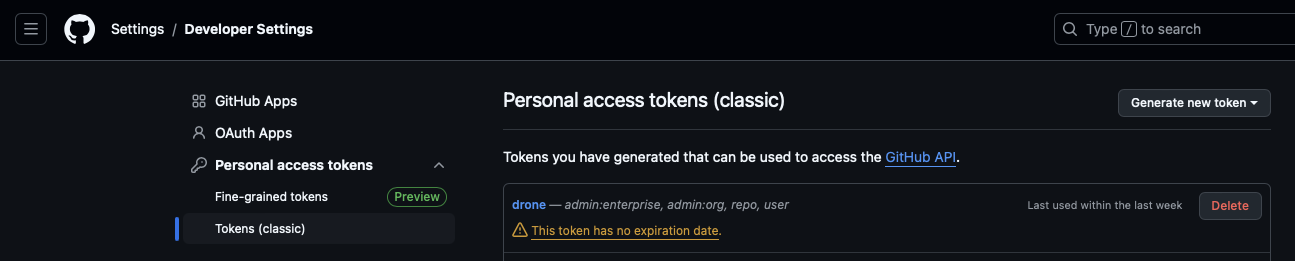 Settings / Developer Settings
Type / to search
GitHub Apps
OAuth Apps
Personal access tokens
Fine-grained tokens Preview
Tokens (classic)
Personal access tokens (classic)
Generate new token
Tokens you have generated that can be used to access the GitHub API.
drone — admin:enterprise, admin:org, repo, user
Last used within the last week
Delete
This token has no expiration date.